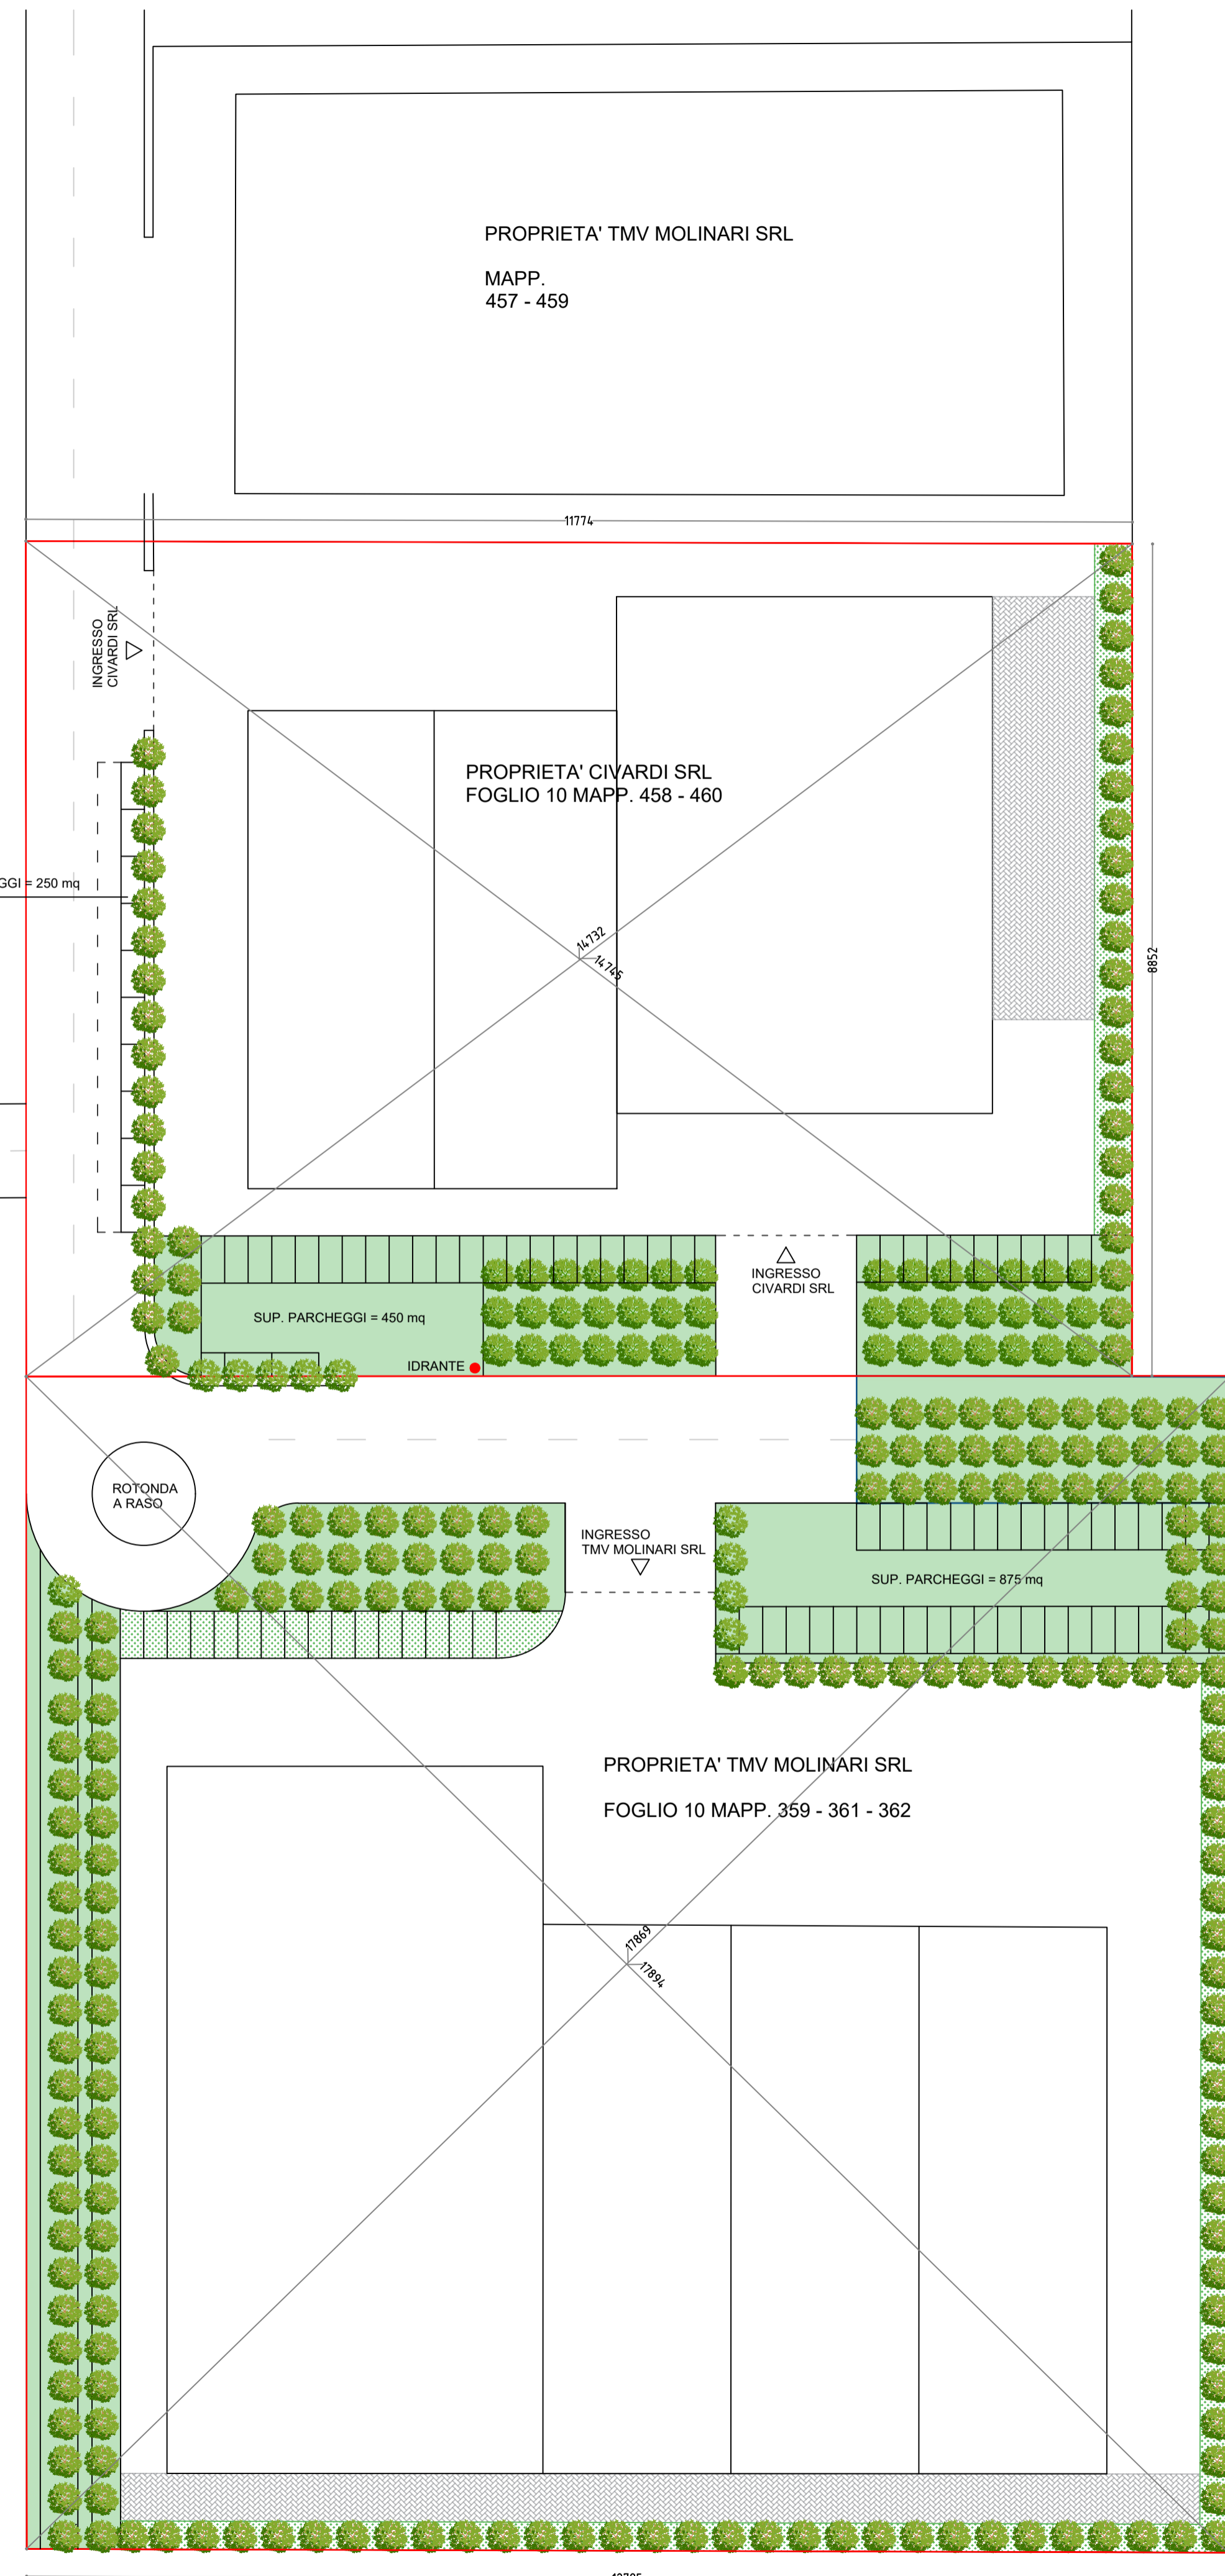 PROPRIETA' TMV MOLINARI SRL
MAPP.
457 - 459
11774
INGRESSO
CIVARDI SRL
PROPRIETA' CIVARDI SRL
FOGLIO 10 MAPP. 458 - 460
GGI = 250 mq
14732
14745
8852
INGRESSO
CIVARDI SRL
SUP. PARCHEGGI = 450 mq
IDRANTE
ROTONDA
A RASO
INGRESSO
TMV MOLINARI SRL
SUP. PARCHEGGI = 875 mq
PROPRIETA' TMV MOLINARI SRL
FOGLIO 10 MAPP. 359 - 361 - 362
17869
17894